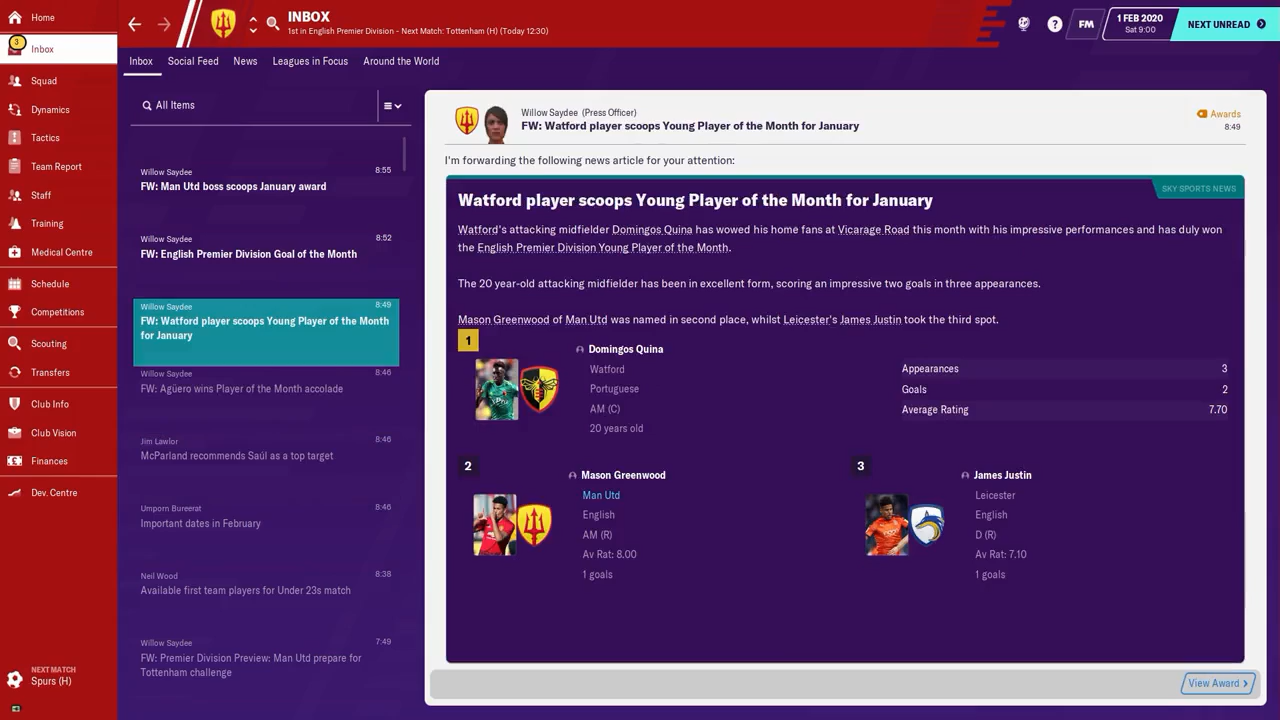 Home
3
Inbox
Squad
Dynamics
Tactics
Team Report
Staff
Training
Medical Centre
Schedule
Competitions
Scouting
Transfers
Club Info
Club Vision
Finances
Dev. Centre
NEXT MATCH
Spurs (H)
INBOX
1st in English Premier Division - Next Match: Tottenham (H) (Today 12:30)
?
FM
1 FEB 2020
Sat 9:00
NEXT UNREAD
Inbox
Social Feed
News
Leagues in Focus
Around the World
All Items
Willow Saydee 8:55
FW: Man Utd boss scoops January award
Willow Saydee 8:52
FW: English Premier Division Goal of the Month
Willow Saydee 8:49
FW: Watford player scoops Young Player of the Month
for January
Willow Saydee 8:46
FW: Agüero wins Player of the Month accolade
Jim Lawlor 8:46
McParland recommends Saúl as a top target
Umporn Bureerat 8:46
Important dates in February
Neil Wood 8:38
Available first team players for Under 23s match
Willow Saydee 7:49
FW: Premier Division Preview: Man Utd prepare for
Tottenham challenge
Willow Saydee (Press Officer)
FW: Watford player scoops Young Player of the Month for January
Awards
8:49
I'm forwarding the following news article for your attention:
SKY SPORTS NEWS
Watford player scoops Young Player of the Month for January
Watford's attacking midfielder Domingos Quina has wowed his home fans at Vicarage Road this month with his impressive performances and has duly won
the English Premier Division Young Player of the Month.
The 20 year-old attacking midfielder has been in excellent form, scoring an impressive two goals in three appearances.
Mason Greenwood of Man Utd was named in second place, whilst Leicester's James Justin took the third spot.
1
Domingos Quina
Watford
Portuguese
AM (C)
20 years old
Appearances 3
Goals 2
Average Rating 7.70
2
Mason Greenwood
Man Utd
English
AM (R)
Av Rat: 8.00
1 goals
3
James Justin
Leicester
English
D (R)
Av Rat: 7.10
1 goals
View Award